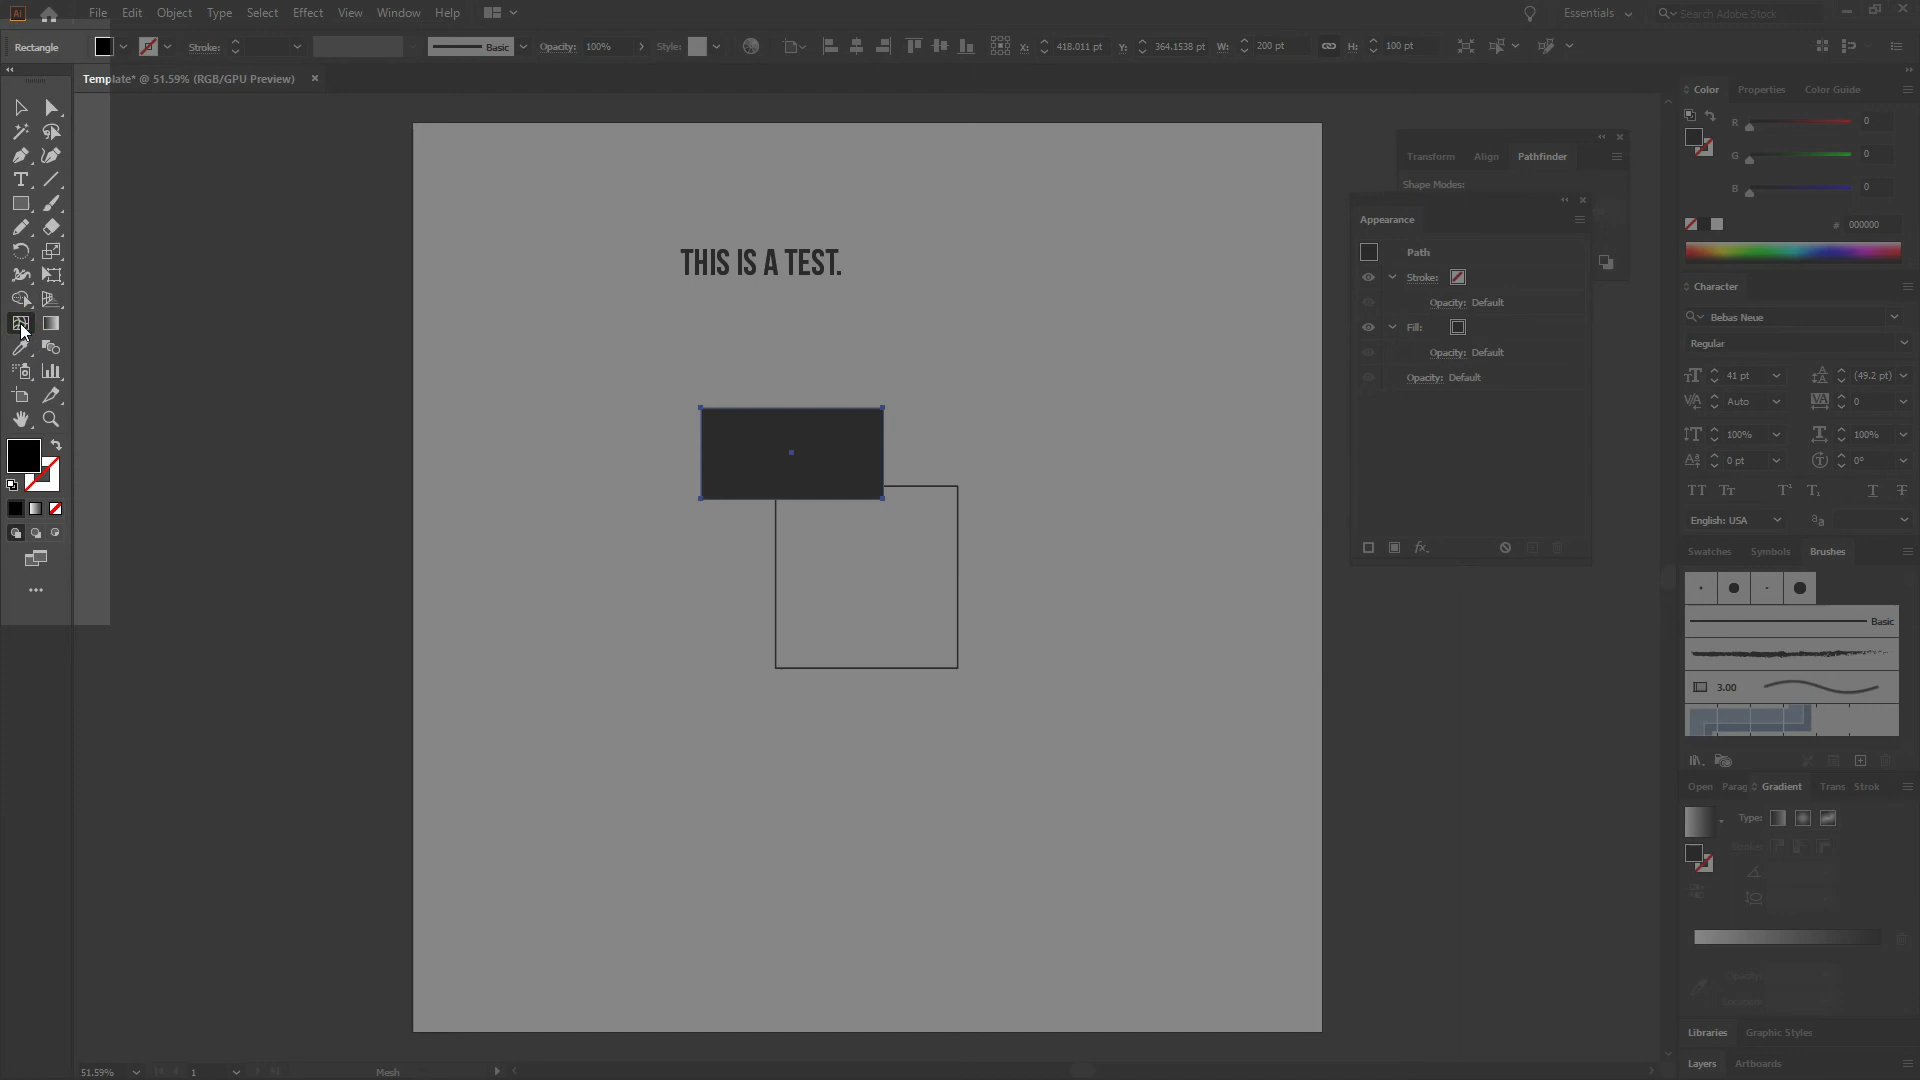 Ai File Edit Object Type Select Effect View Window Help Essentials Search Adobe Stock
Rectangle Stroke: Basic Opacity: 100% Style: X: 418.011 pt Y: 364.1538 pt W: 200 pt H: 100 pt
Template* @ 51.59% (RGB/GPU Preview)
THIS IS A TEST.
Transform Align Pathfinder
Shape Modes:
Appearance
Path
Stroke:
Opacity: Default
Fill:
Opacity: Default
Opacity: Default
fx
Color Properties Color Guide
R 0
G 0
B 0
# 000000
Character
Bebas Neue
Regular
41 pt (49.2 pt)
Auto 0
100% 100%
0 pt 0°
English: USA
Swatches Symbols Brushes
Basic
3.00
Open Parag Gradient Trans Strok
Type:
Stroke:
Opacity:
Location:
Libraries Graphic Styles
Layers Artboards
51.59% 1 Mesh